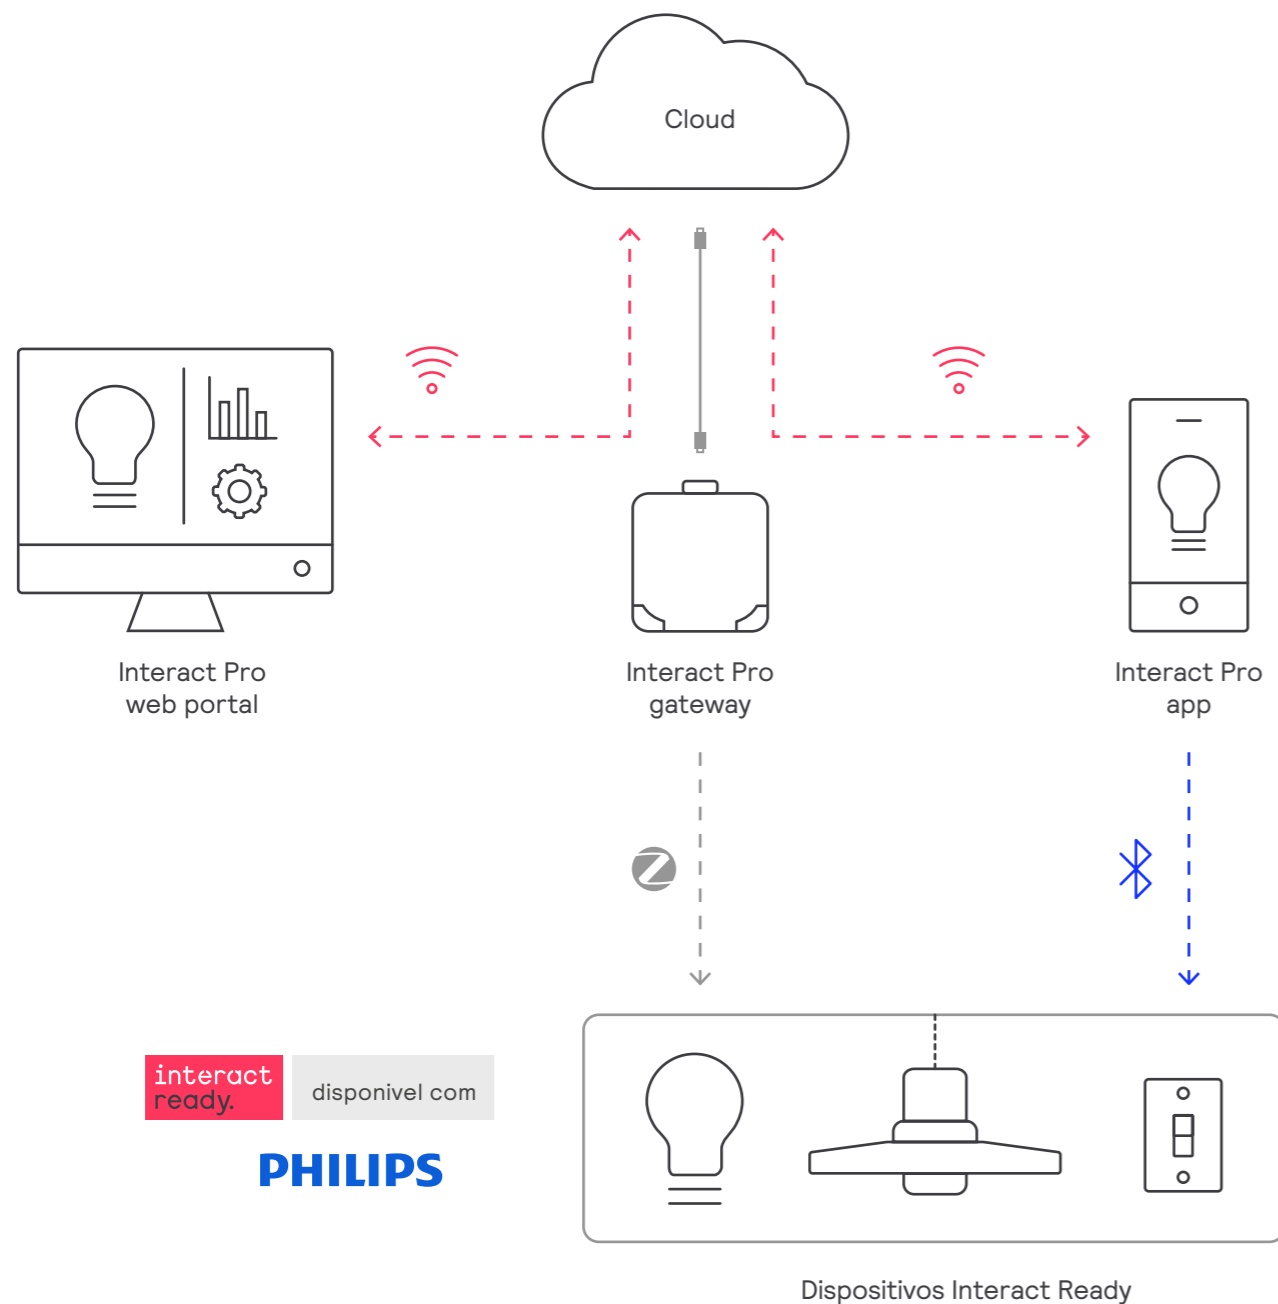 Cloud
Interact Pro
web portal
Interact Pro
gateway
Interact Pro
app
interact
ready.
disponivel com
PHILIPS
Dispositivos Interact Ready